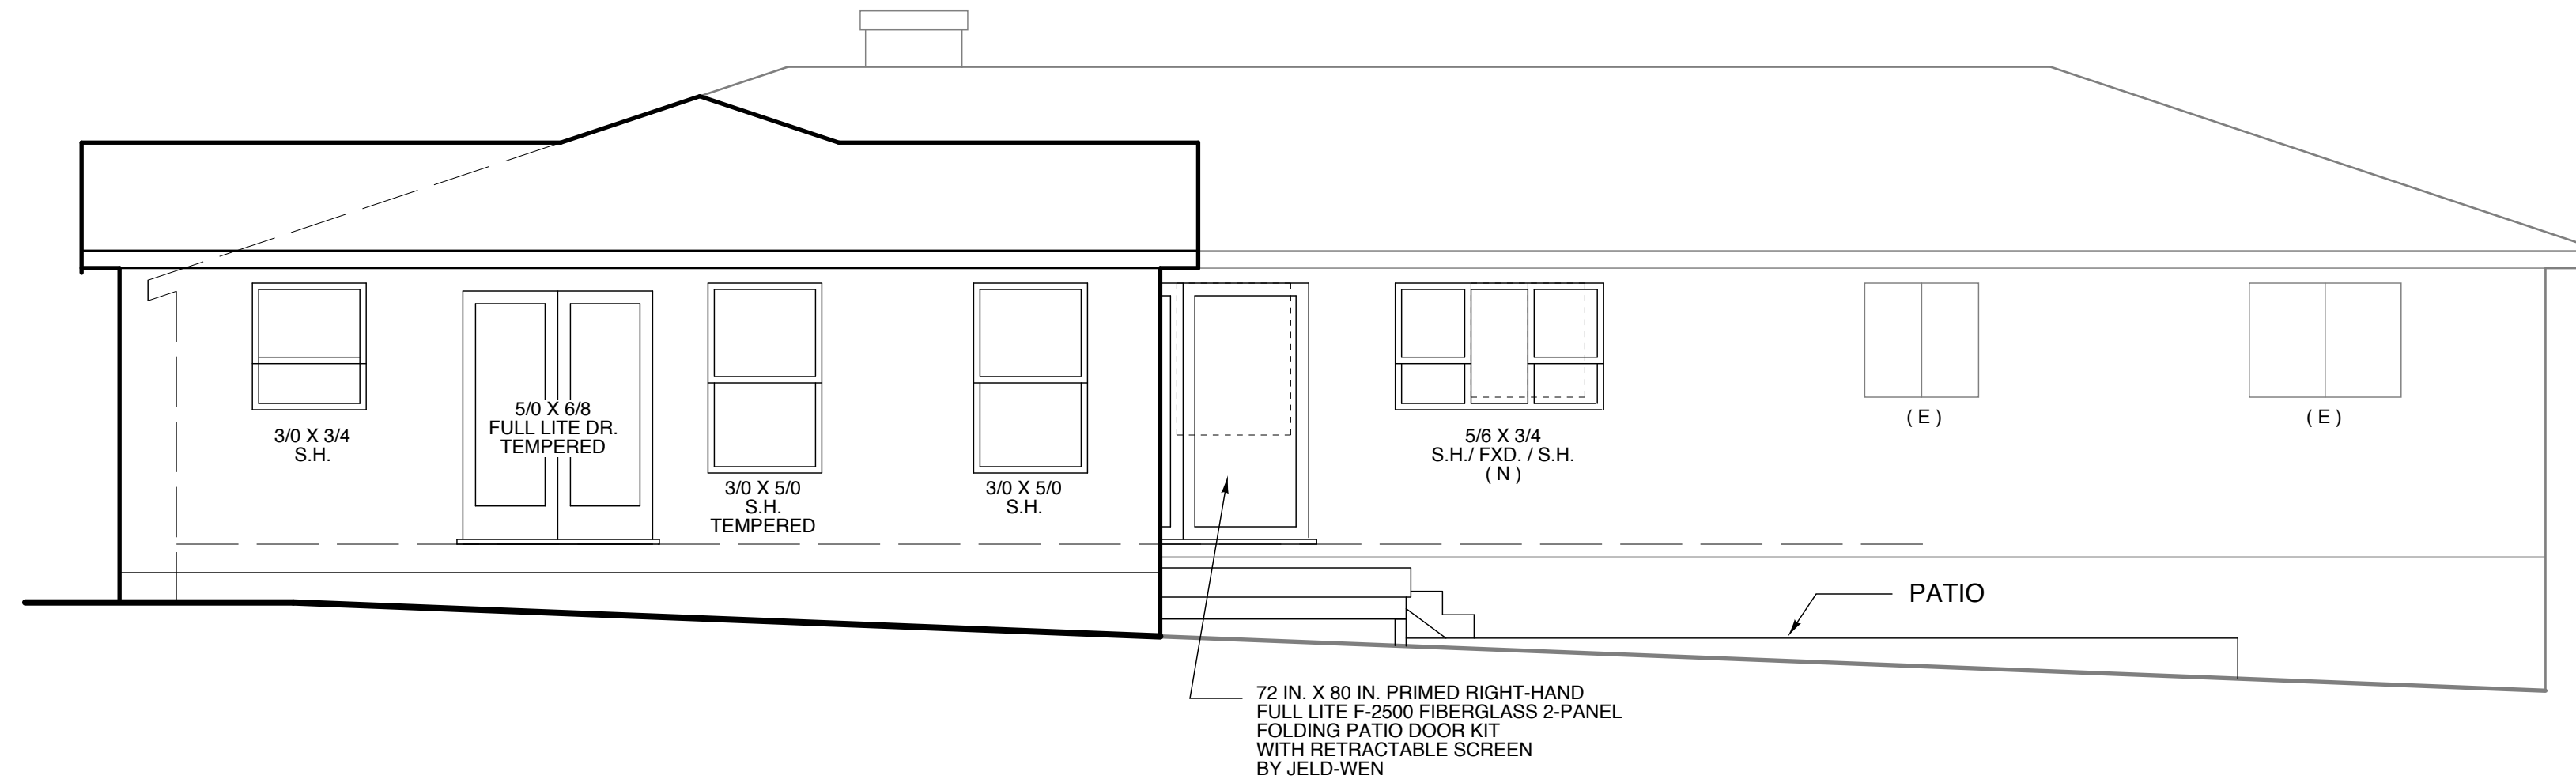 3/0 X 3/4
S.H.
5/0 X 6/8
FULL LITE DR.
TEMPERED
3/0 X 5/0
S.H.
TEMPERED
3/0 X 5/0
S.H.
5/6 X 3/4
S.H./ FXD. / S.H.
( N )
( E )
( E )
PATIO
72 IN. X 80 IN. PRIMED RIGHT-HAND
FULL LITE F-2500 FIBERGLASS 2-PANEL
FOLDING PATIO DOOR KIT
WITH RETRACTABLE SCREEN
BY JELD-WEN